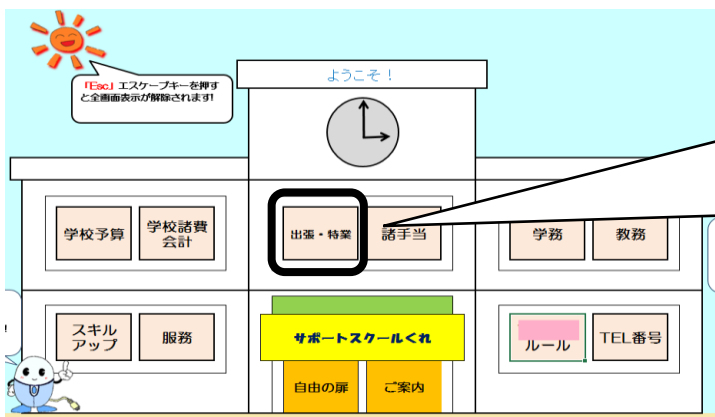 ようこそ！
「Esc」エスケープキーを押す
と全画面表示が解除されます!
学校予算
学校諸費
会計
出張・特業
諸手当
学務
教務
スキル
アップ
服務
サポートスクールくれ
ルール
TEL番号
自由の扉
ご案内
!